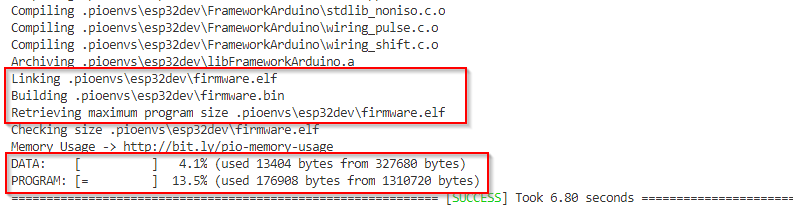 Compiling .pioenvs\esp32dev\FrameworkArduino\stdlib_noniso.c.o
Compiling .pioenvs\esp32dev\FrameworkArduino\wiring_pulse.c.o
Compiling .pioenvs\esp32dev\FrameworkArduino\wiring_shift.c.o
Archiving .pioenvs\esp32dev\libFrameworkArduino.a
Linking .pioenvs\esp32dev\firmware.elf
Building .pioenvs\esp32dev\firmware.bin
Retrieving maximum program size .pioenvs\esp32dev\firmware.elf
Checking size .pioenvs\esp32dev\firmware.elf
Memory Usage -> http://bit.ly/pio-memory-usage
DATA:    [          ]   4.1% (used 13404 bytes from 327680 bytes)
PROGRAM: [=         ]  13.5% (used 176908 bytes from 1310720 bytes)
======================================================= [SUCCESS] Took 6.80 seconds =======================